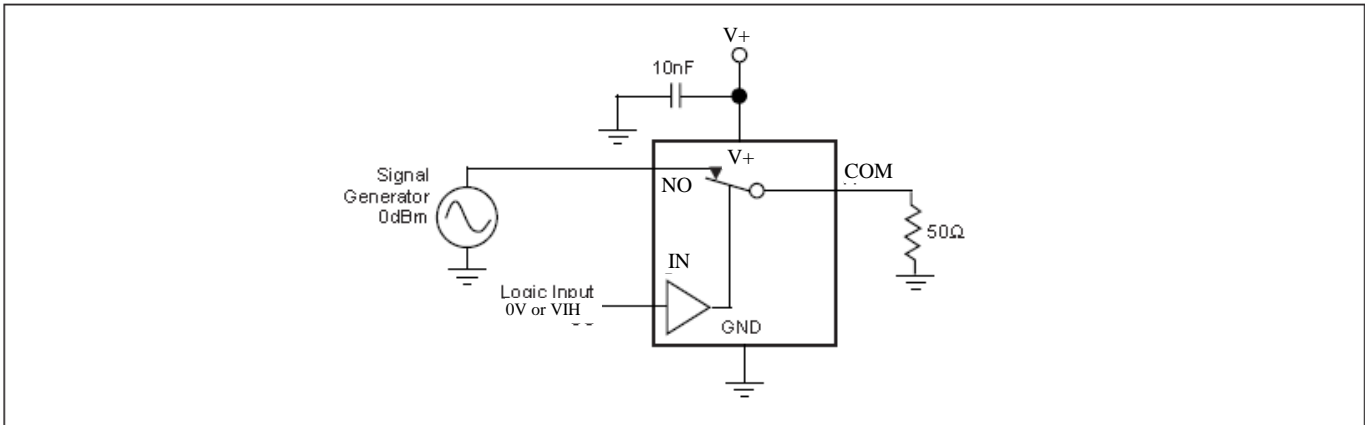 V+
10nF
V+
Signal
Generator
0dBm
NO
COM
50Ω
IN
Logic Input
0V or VIH
GND